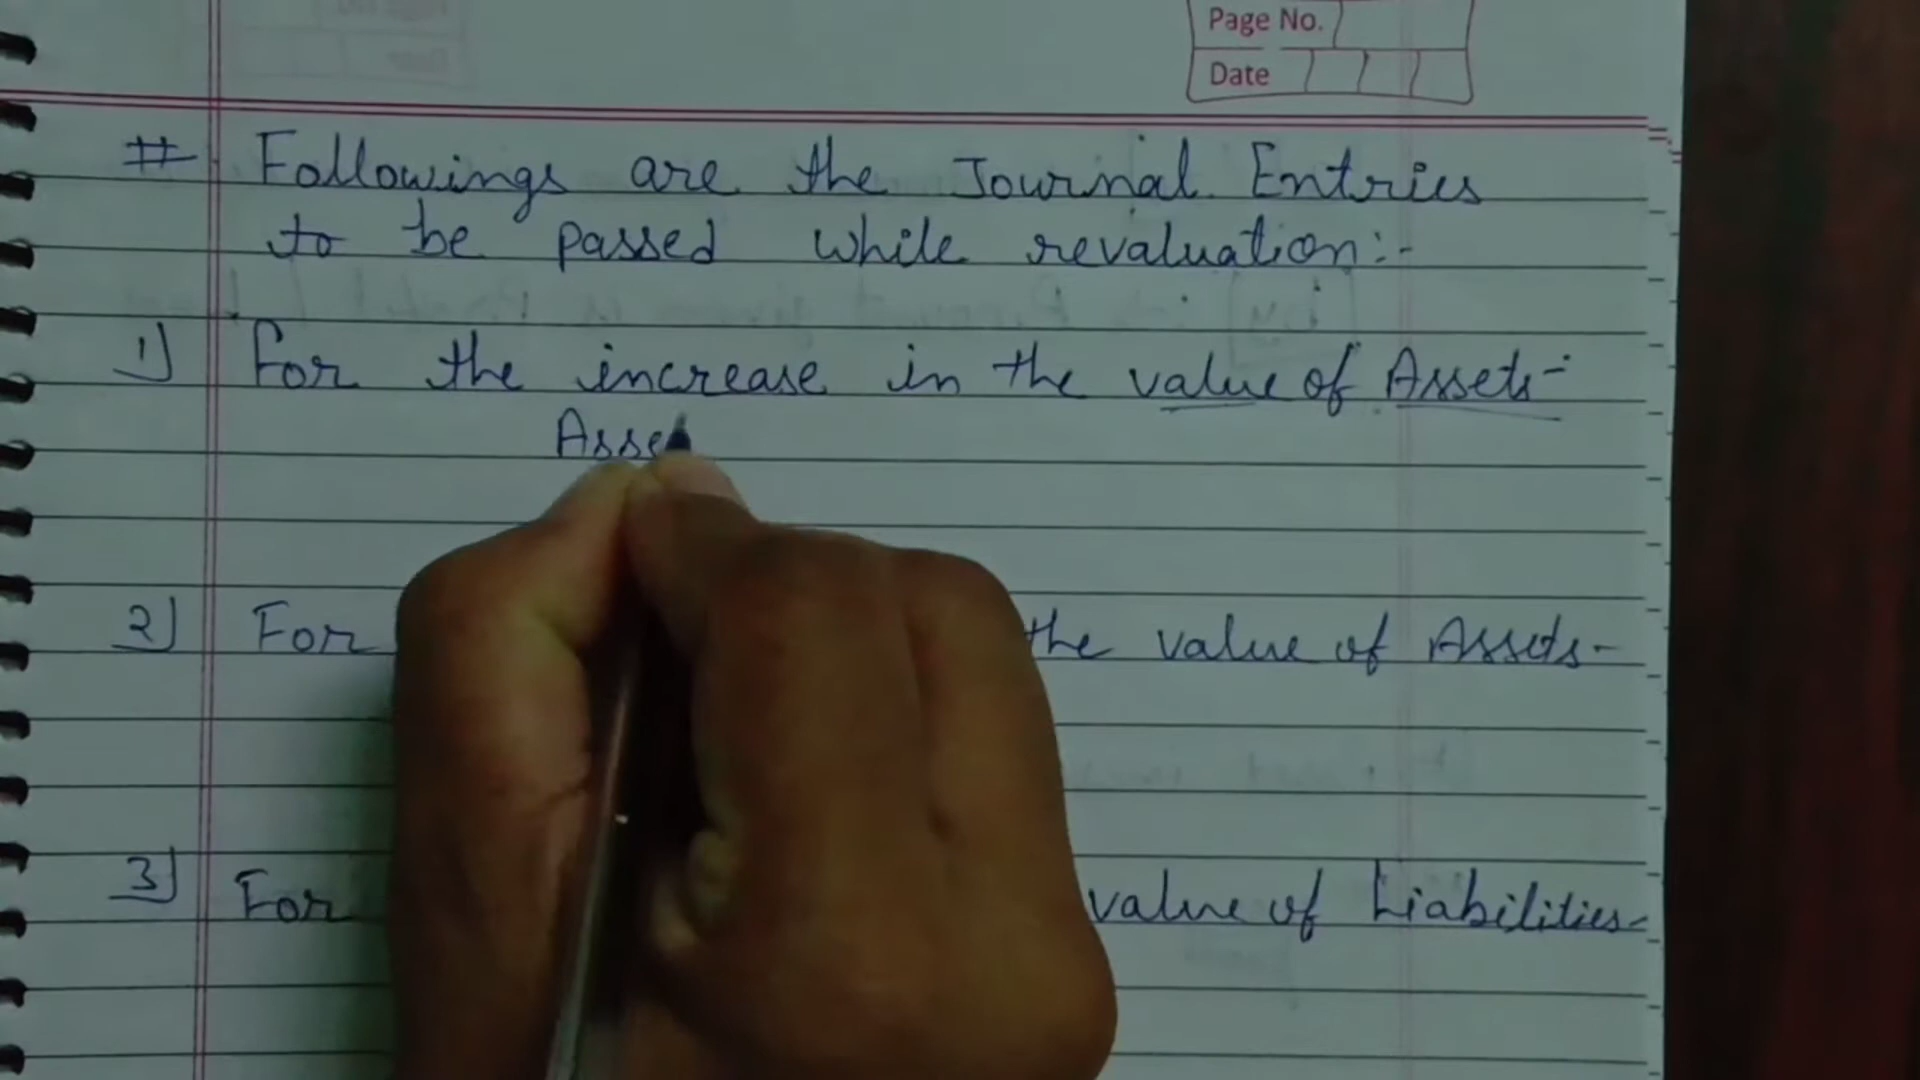 Page No.
Date
# Followings are the Journal Entries
to be passed while revaluation:-
1) For the increase in the value of Assets-
Asse
2) For the value of Assets-
3) For value of Liabilities-